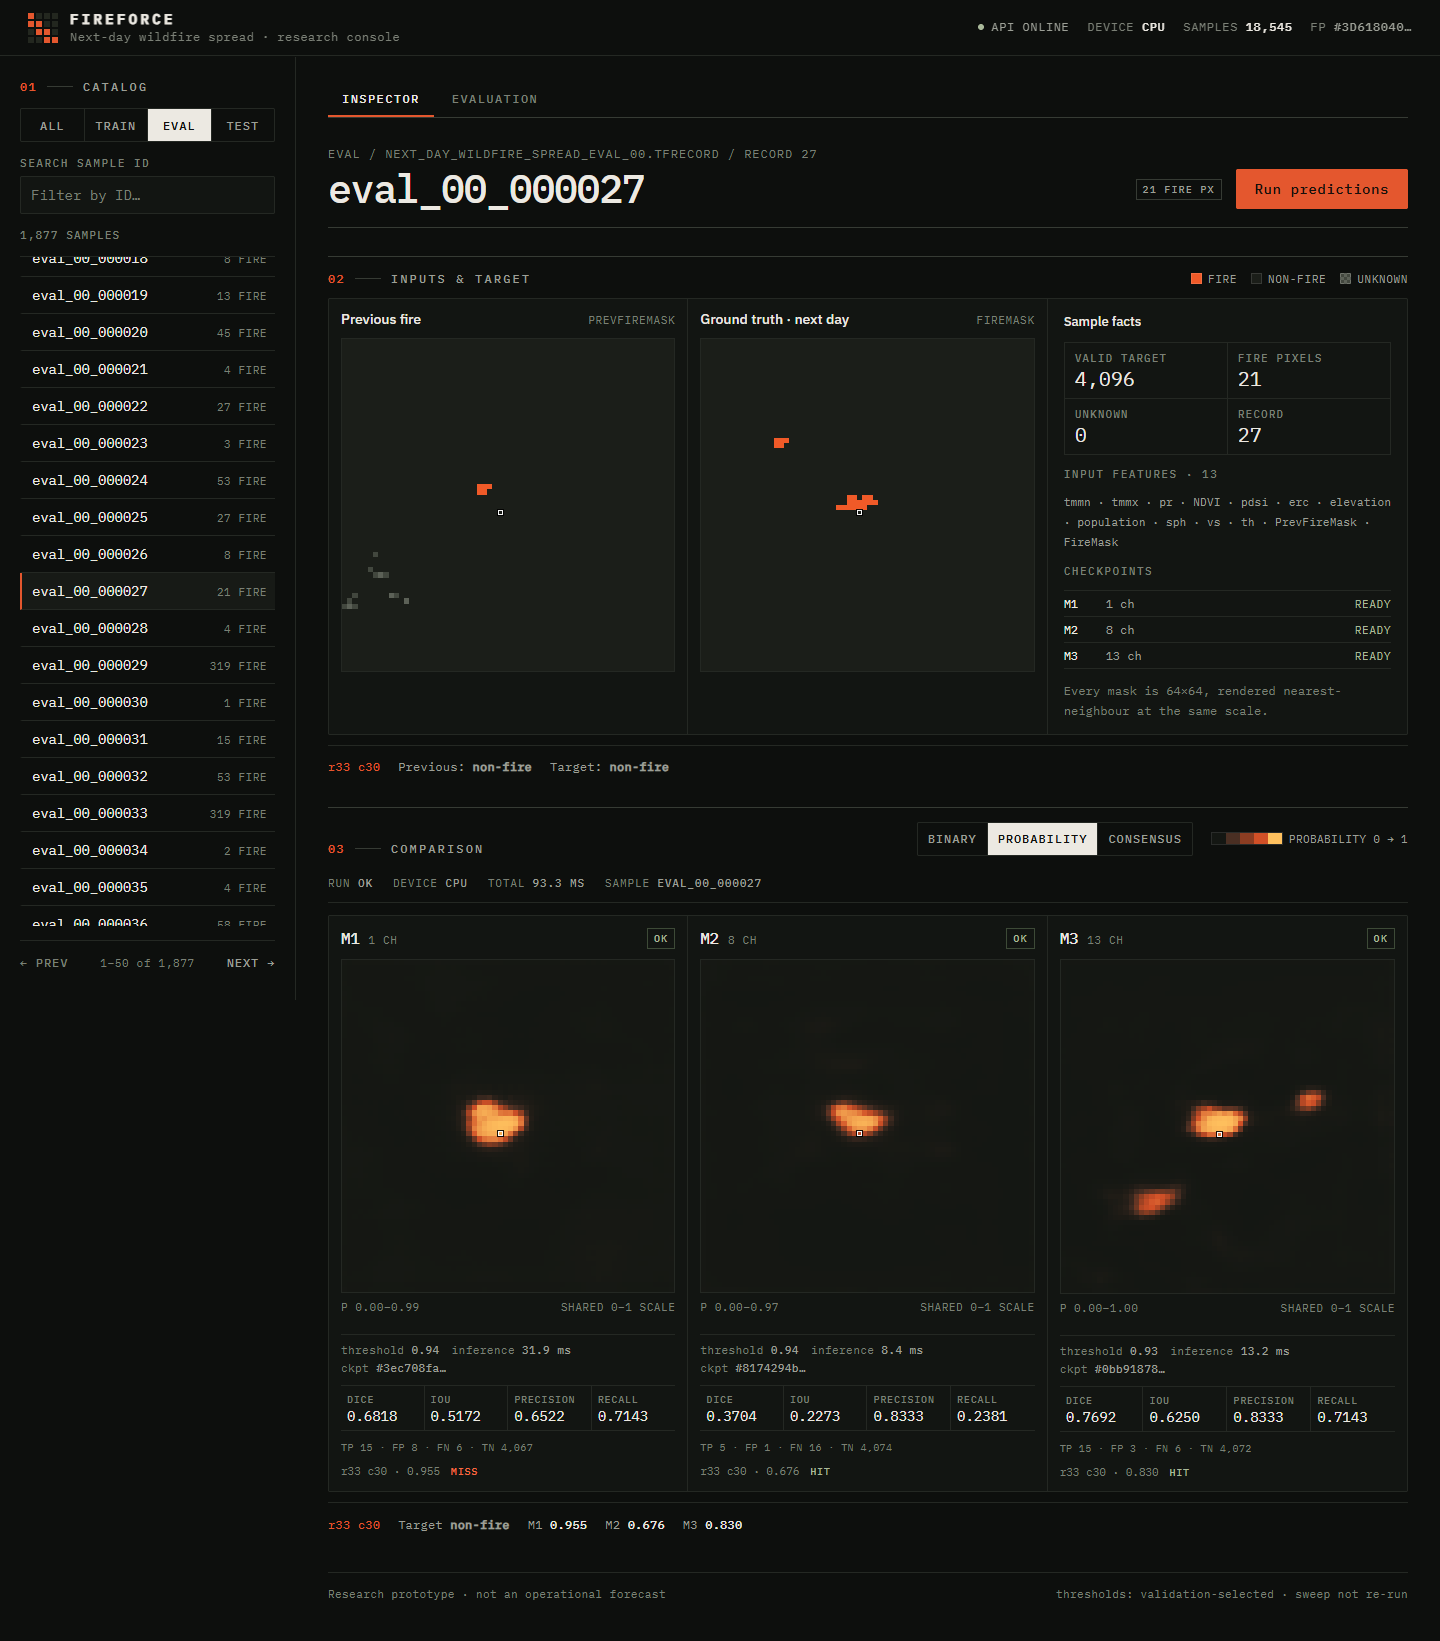 FIREFORCE
Next-day wildfire spread · research console
API ONLINE DEVICE CPU SAMPLES 18,545 FP #3D618040…
01 CATALOG
ALL TRAIN EVAL TEST
SEARCH SAMPLE ID
Filter by ID…
1,877 SAMPLES
eval_00_000018 8 FIRE
eval_00_000019 13 FIRE
eval_00_000020 45 FIRE
eval_00_000021 4 FIRE
eval_00_000022 27 FIRE
eval_00_000023 3 FIRE
eval_00_000024 53 FIRE
eval_00_000025 27 FIRE
eval_00_000026 8 FIRE
eval_00_000027 21 FIRE
eval_00_000028 4 FIRE
eval_00_000029 319 FIRE
eval_00_000030 1 FIRE
eval_00_000031 15 FIRE
eval_00_000032 53 FIRE
eval_00_000033 319 FIRE
eval_00_000034 2 FIRE
eval_00_000035 4 FIRE
eval_00_000036 58 FIRE
← PREV 1–50 of 1,877 NEXT →
INSPECTOR EVALUATION
EVAL / NEXT_DAY_WILDFIRE_SPREAD_EVAL_00.TFRECORD / RECORD 27
eval_00_000027
21 FIRE PX
Run predictions
02 INPUTS & TARGET
FIRE NON-FIRE UNKNOWN
Previous fire PREVFIREMASK
Ground truth · next day FIREMASK
Sample facts
VALID TARGET
4,096
FIRE PIXELS
21
UNKNOWN
0
RECORD
27
INPUT FEATURES · 13
tmmn · tmmx · pr · NDVI · pdsi · erc · elevation
· population · sph · vs · th · PrevFireMask ·
FireMask
CHECKPOINTS
M1 1 ch READY
M2 8 ch READY
M3 13 ch READY
Every mask is 64×64, rendered nearest-
neighbour at the same scale.
r33 c30 Previous: non-fire Target: non-fire
03 COMPARISON
BINARY PROBABILITY CONSENSUS
PROBABILITY 0 → 1
RUN OK DEVICE CPU TOTAL 93.3 MS SAMPLE EVAL_00_000027
M1 1 CH OK
P 0.00–0.99 SHARED 0–1 SCALE
threshold 0.94 inference 31.9 ms
ckpt #3ec708fa…
DICE IOU PRECISION RECALL
0.6818 0.5172 0.6522 0.7143
TP 15 · FP 8 · FN 6 · TN 4,067
r33 c30 · 0.955 MISS
M2 8 CH OK
P 0.00–0.97 SHARED 0–1 SCALE
threshold 0.94 inference 8.4 ms
ckpt #8174294b…
DICE IOU PRECISION RECALL
0.3704 0.2273 0.8333 0.2381
TP 5 · FP 1 · FN 16 · TN 4,074
r33 c30 · 0.676 HIT
M3 13 CH OK
P 0.00–1.00 SHARED 0–1 SCALE
threshold 0.93 inference 13.2 ms
ckpt #0bb91878…
DICE IOU PRECISION RECALL
0.7692 0.6250 0.8333 0.7143
TP 15 · FP 3 · FN 6 · TN 4,072
r33 c30 · 0.830 HIT
r33 c30 Target non-fire M1 0.955 M2 0.676 M3 0.830
Research prototype · not an operational forecast
thresholds: validation-selected · sweep not re-run